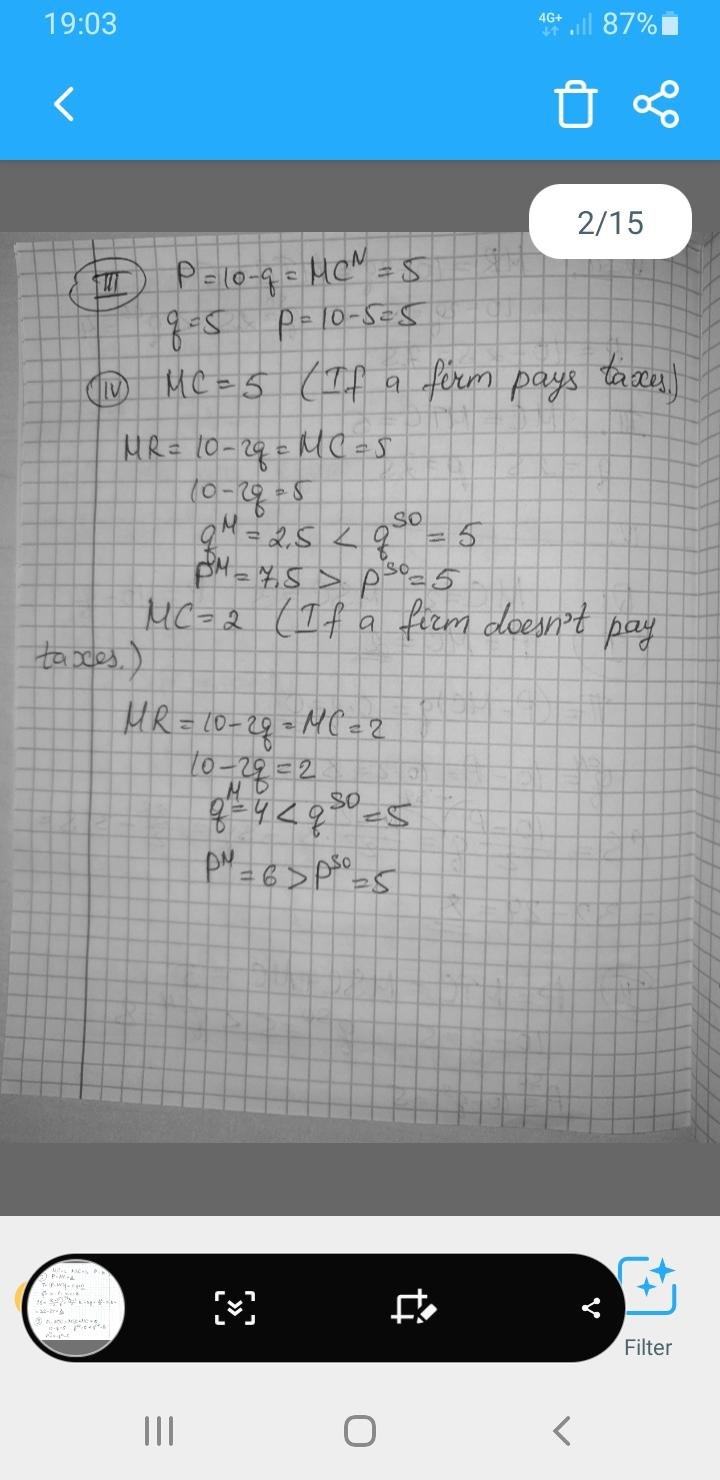 19:03
4G+ 87%
2/15
III P=10-q=MC^N=5
q=5 P=10-5=5
IV MC=5 (If a firm pays taxes.)
MR=10-2q=MC=5
10-2q=5
q^M=2,5 < q^SO=5
P^M=7.5 > P^SO=5
MC=2 (If a firm doesn't pay
taxes.)
MR=10-2q=MC=2
10-2q=2
q^M=4 < q^SO=5
P^M=6 > P^SO=5
Filter